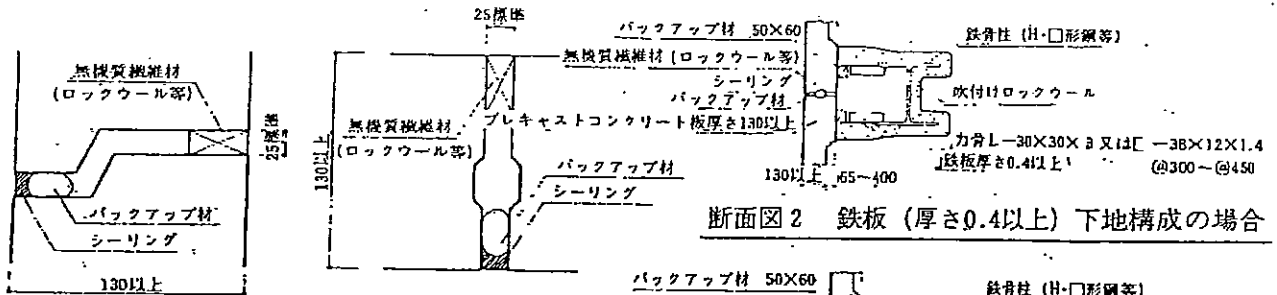 無機質繊維材
(ロックウール等)
25標準
バックアップ材
シーリング
130以上
25標準
130以上
無機質繊維材
(ロックウール等)
バックアップ材
シーリング
バックアップ材 50×60
無機質繊維材 (ロックウール等)
シーリング
バックアップ材
プレキャストコンクリート板厚さ130以上
130以上
65〜400
鉄骨柱 (H・□形鋼等)
吹付けロックウール
力骨L−30×30×3又は[−38×12×1.4
鉄板厚さ0.4以上
@300〜@450
断面図2 鉄板 (厚さ0.4以上) 下地構成の場合
バックアップ材 50×60
鉄骨柱 (H・□形鋼等)